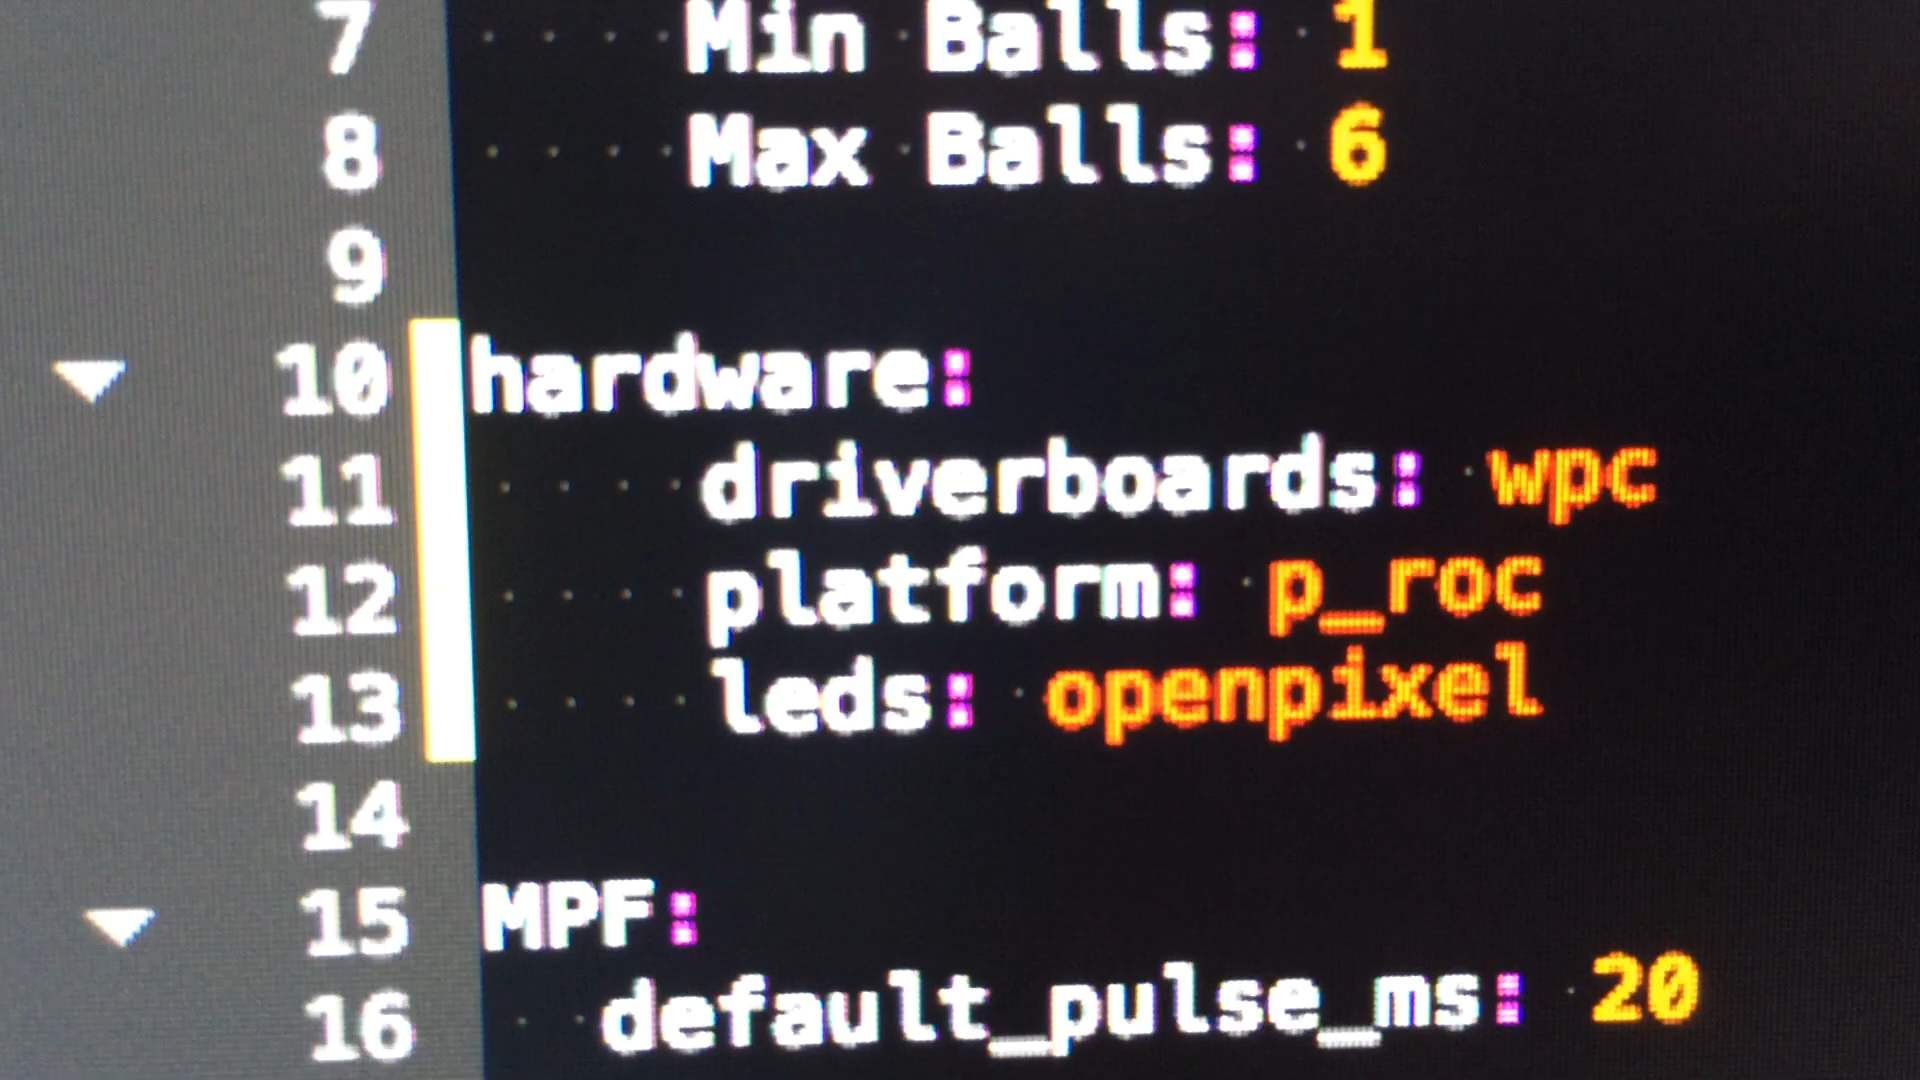 7 Min Balls: 1
8 Max Balls: 6
9
10 hardware:
11 driverboards: wpc
12 platform: p_roc
13 leds: openpixel
14
15 MPF:
16 default_pulse_ms: 20